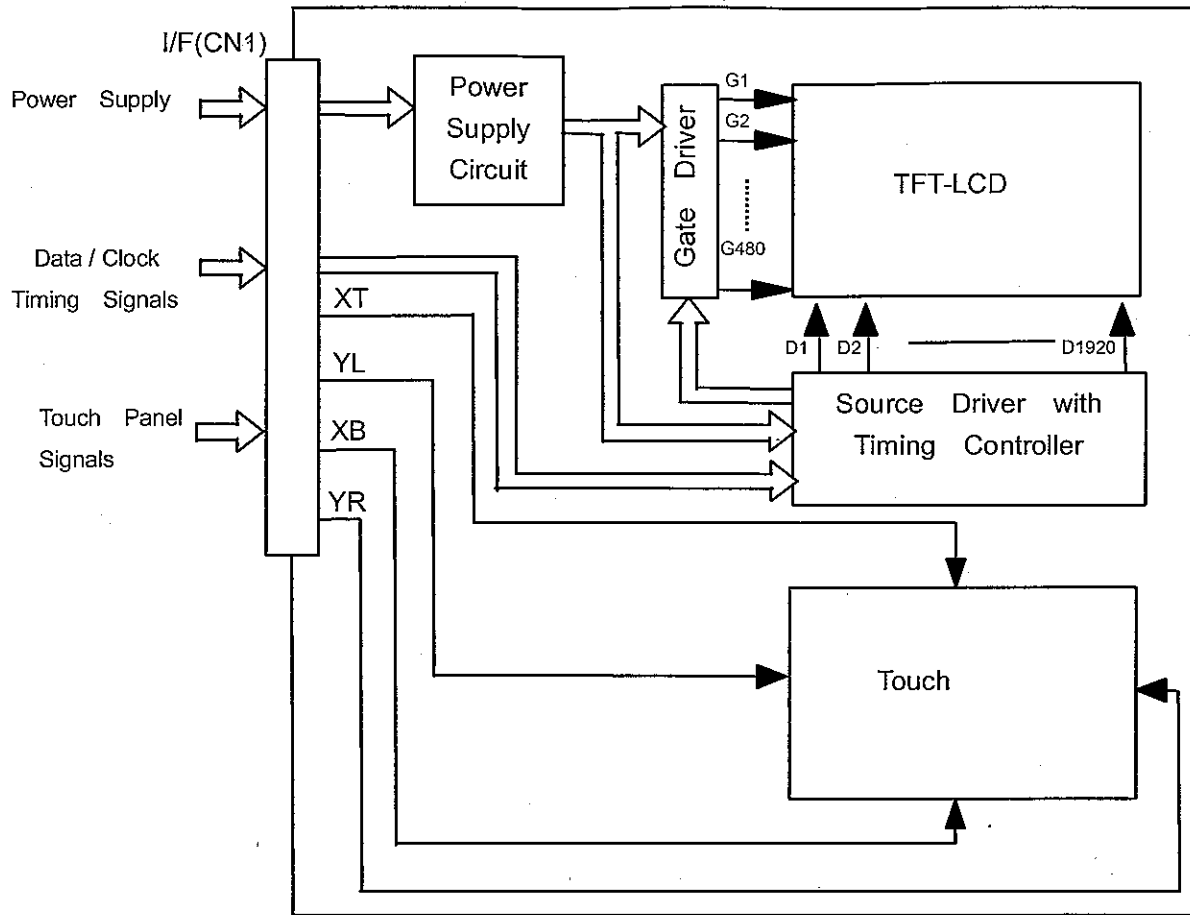 I/F(CN1)
Power Supply
Data / Clock
Timing Signals
Touch Panel
Signals
XT
YL
XB
YR
Power
Supply
Circuit
Gate Driver
G1
G2
G480
TFT-LCD
D1 D2 D1920
Source Driver with
Timing Controller
Touch